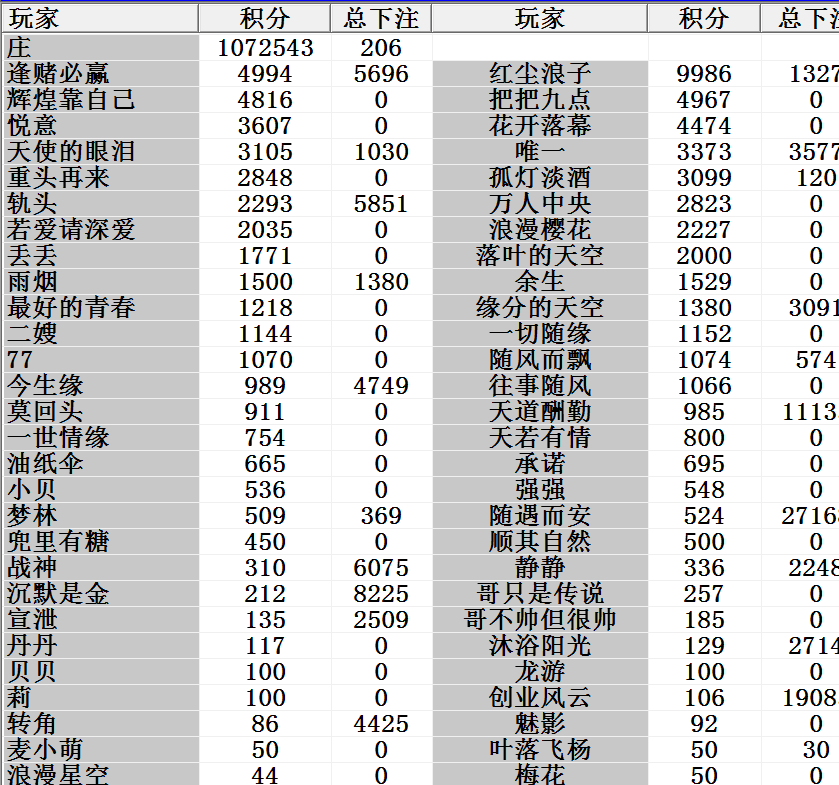 玩家 积分 总下注 玩家 积分 总下注
庄 1072543 206
逢赌必赢 4994 5696 红尘浪子 9986 1327
辉煌靠自己 4816 0 把把九点 4967 0
悦意 3607 0 花开落幕 4474 0
天使的眼泪 3105 1030 唯一 3373 3577
重头再来 2848 0 孤灯淡酒 3099 120
轨头 2293 5851 万人中央 2823 0
若爱请深爱 2035 0 浪漫樱花 2227 0
丢丢 1771 0 落叶的天空 2000 0
雨烟 1500 1380 余生 1529 0
最好的青春 1218 0 缘分的天空 1380 3091
二嫂 1144 0 一切随缘 1152 0
77 1070 0 随风而飘 1074 574
今生缘 989 4749 往事随风 1066 0
莫回头 911 0 天道酬勤 985 1113
一世情缘 754 0 天若有情 800 0
油纸伞 665 0 承诺 695 0
小贝 536 0 强强 548 0
梦林 509 369 随遇而安 524 2716
兜里有糖 450 0 顺其自然 500 0
战神 310 6075 静静 336 2248
沉默是金 212 8225 哥只是传说 257 0
宣泄 135 2509 哥不帅但很帅 185 0
丹丹 117 0 沐浴阳光 129 2714
贝贝 100 0 龙游 100 0
莉 100 0 创业风云 106 1908
转角 86 4425 魅影 92 0
麦小萌 50 0 叶落飞杨 50 30
浪漫星空 44 0 梅花 50 0